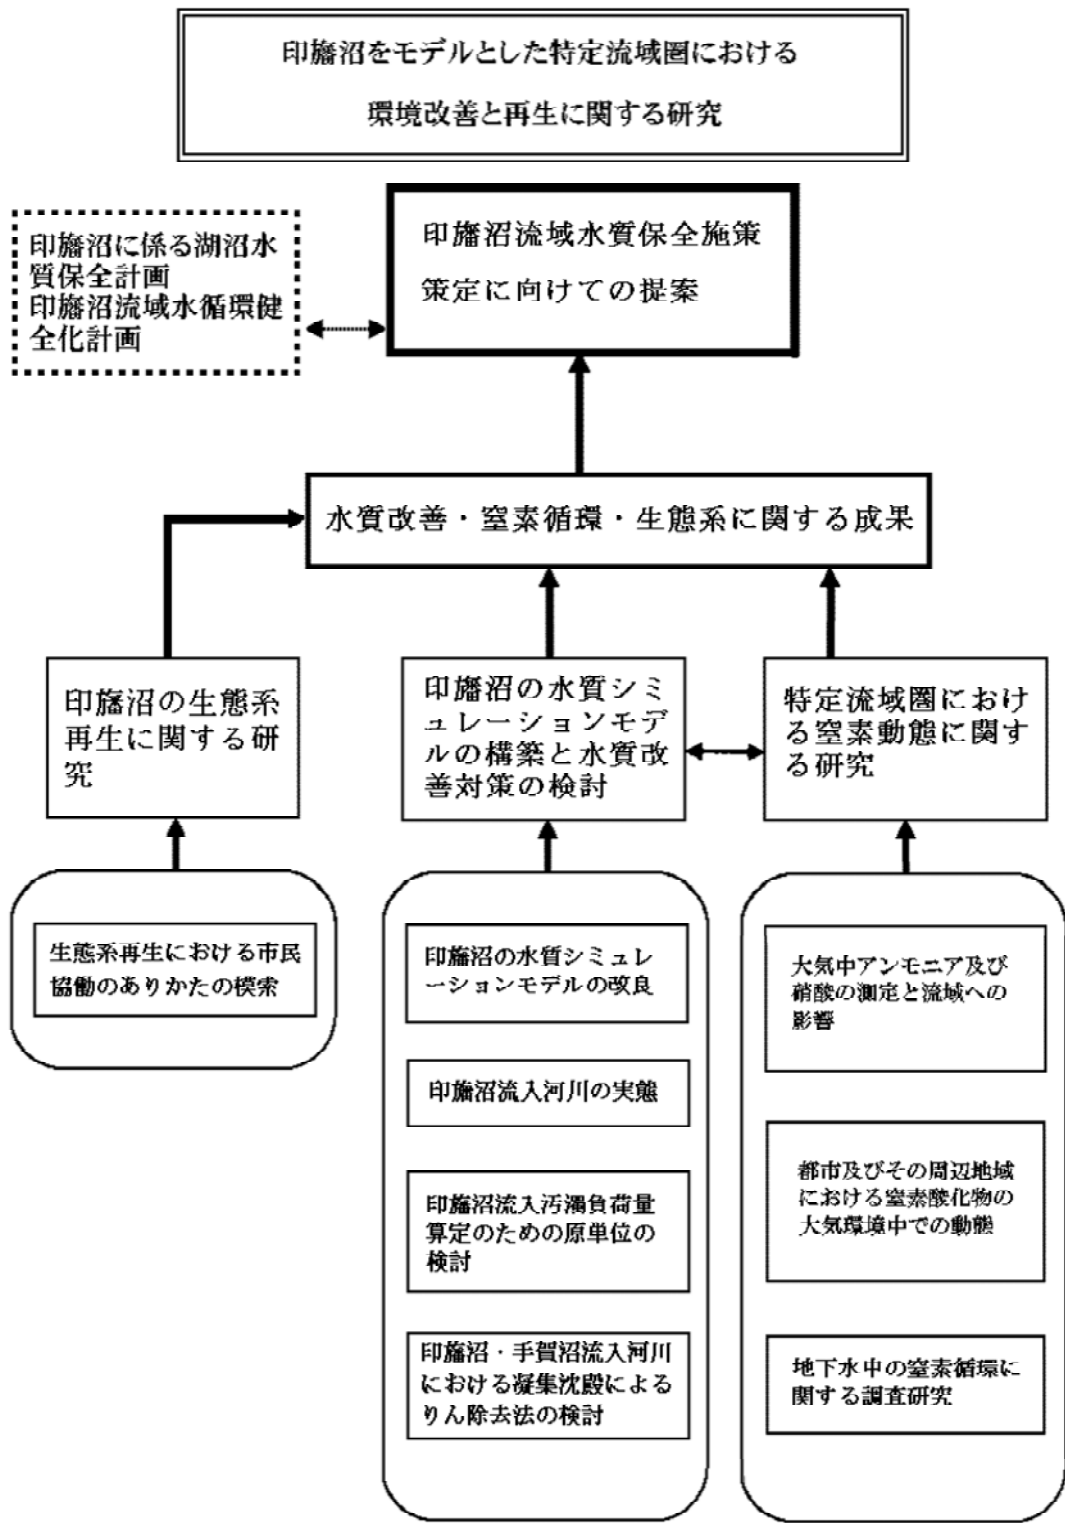 印旛沼をモデルとした特定流域圏における
環境改善と再生に関する研究
印旛沼流域水質保全施策
策定に向けての提案
印旛沼に係る湖沼水
質保全計画
印旛沼流域水循環健
全化計画
水質改善・窒素循環・生態系に関する成果
印旛沼の生態系
再生に関する研
究
印旛沼の水質シミ
ュレーションモデ
ルの構築と水質改
善対策の検討
特定流域圏におけ
る窒素動態に関す
る研究
生態系再生における市民
協働のありかたの模索
印旛沼の水質シミュレ
ーションモデルの改良
印旛沼流入河川の実態
印旛沼流入汚濁負荷量
算定のための原単位の
検討
印旛沼・手賀沼流入河川
における凝集沈殿による
りん除去法の検討
大気中アンモニア及び
硝酸の測定と流域への
影響
都市及びその周辺地域
における窒素酸化物の
大気環境中での動態
地下水中の窒素循環に
関する調査研究